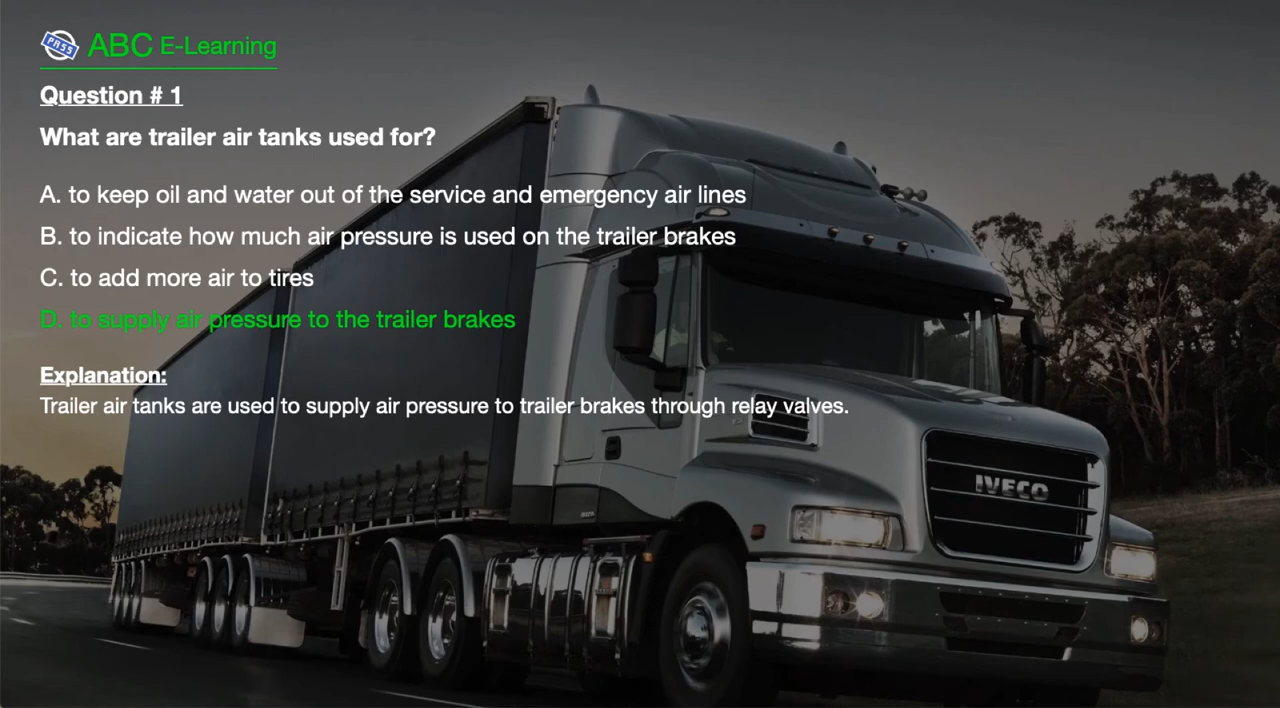 PASS ABC E-Learning
Question # 1
What are trailer air tanks used for?
A. to keep oil and water out of the service and emergency air lines
B. to indicate how much air pressure is used on the trailer brakes
C. to add more air to tires
D. to supply air pressure to the trailer brakes
Explanation:
Trailer air tanks are used to supply air pressure to trailer brakes through relay valves.
IVECO